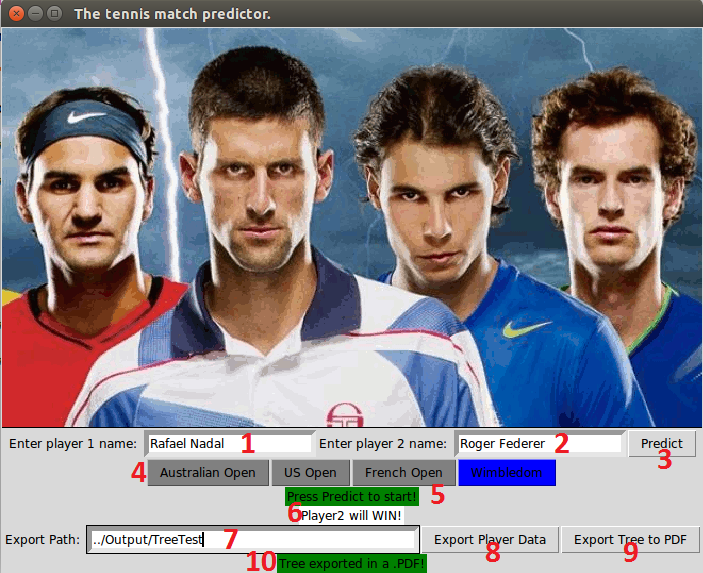 The tennis match predictor.
Enter player 1 name: Rafael Nadal 1 Enter player 2 name: Roger Federer 2 Predict
3
4 Australian Open US Open French Open Wimbledom
Press Predict to start! 5
6 Player2 will WIN!
Export Path: ../Output/TreeTest 7 Export Player Data Export Tree to PDF
8 9
10 Tree exported in a .PDF!